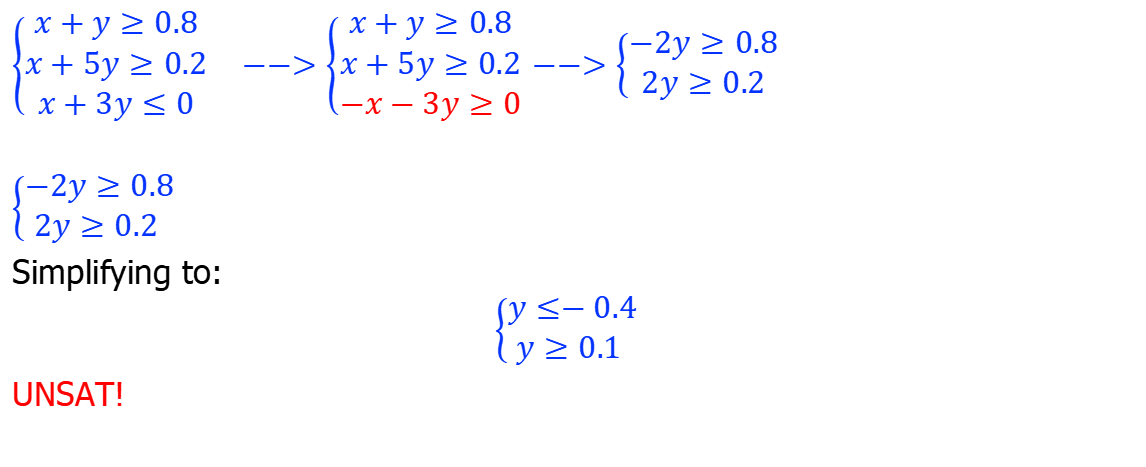 x + y ≥ 0.8
x + 5y ≥ 0.2
x + 3y ≤ 0
-->
x + y ≥ 0.8
x + 5y ≥ 0.2
−x − 3y ≥ 0
-->
−2y ≥ 0.8
2y ≥ 0.2
−2y ≥ 0.8
2y ≥ 0.2
Simplifying to:
y ≤− 0.4
y ≥ 0.1
UNSAT!